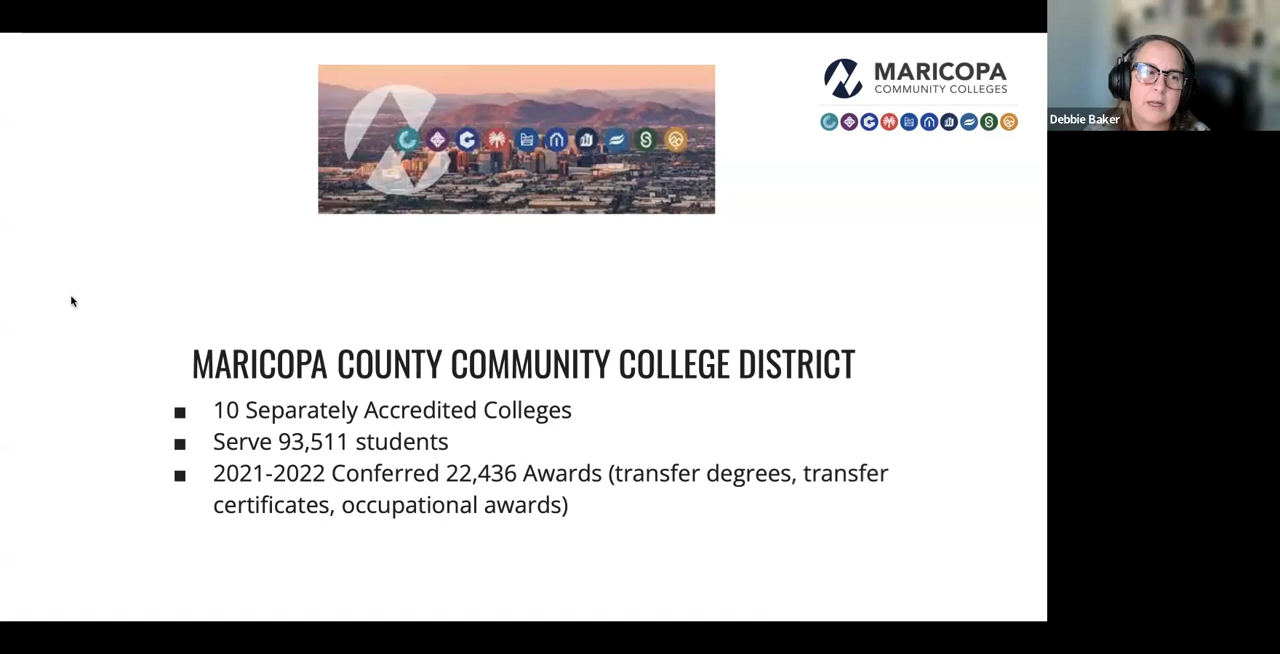 MARICOPA
COMMUNITY COLLEGES
Debbie Baker
MARICOPA COUNTY COMMUNITY COLLEGE DISTRICT
■ 10 Separately Accredited Colleges
■ Serve 93,511 students
■ 2021-2022 Conferred 22,436 Awards (transfer degrees, transfer
certificates, occupational awards)